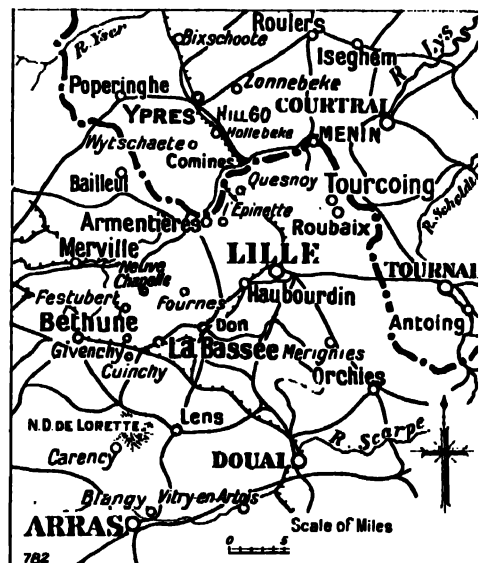 Roulers
R. Yser
Bixschoote
Iseghem
R. Lys
Poperinghe
Zonnebeke
COURTRAI
YPRES
HILL 60
Hollebeke
MENIN
Wytschaete
Comines
Bailleul
Quesnoy
Tourcoing
l'Epinette
R. Scheldt
Armentières
Roubaix
Merville
LILLE
Neuve
Chapelle
TOURNAI
Festubert
Fournes
Haubourdin
Béthune
Don
Antoing
Givenchy
La Bassée
Merignies
Cuinchy
Orchies
N.D. DE LORETTE
Lens
R. Scarpe
Carency
DOUAI
Blangy
Vitry-en-Artois
ARRAS
Scale of Miles
0 5
782